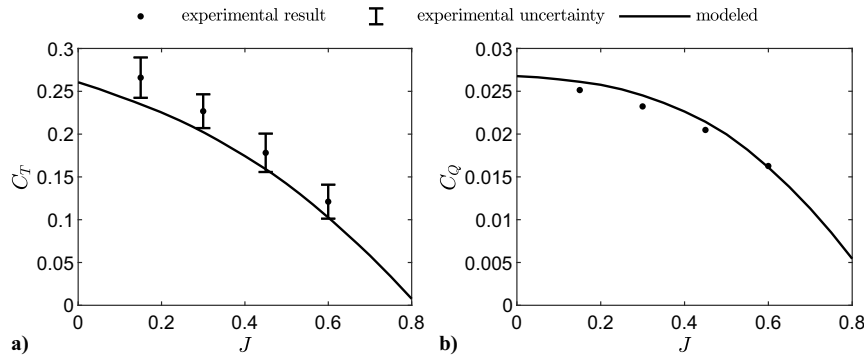 experimental result experimental uncertainty modeled
0.3
0.25
0.2
0.15
0.1
0.05
0
C_T
0 0.2 0.4 0.6 0.8
J
a)
0.03
0.025
0.02
0.015
0.01
0.005
0
C_Q
0 0.2 0.4 0.6 0.8
J
b)